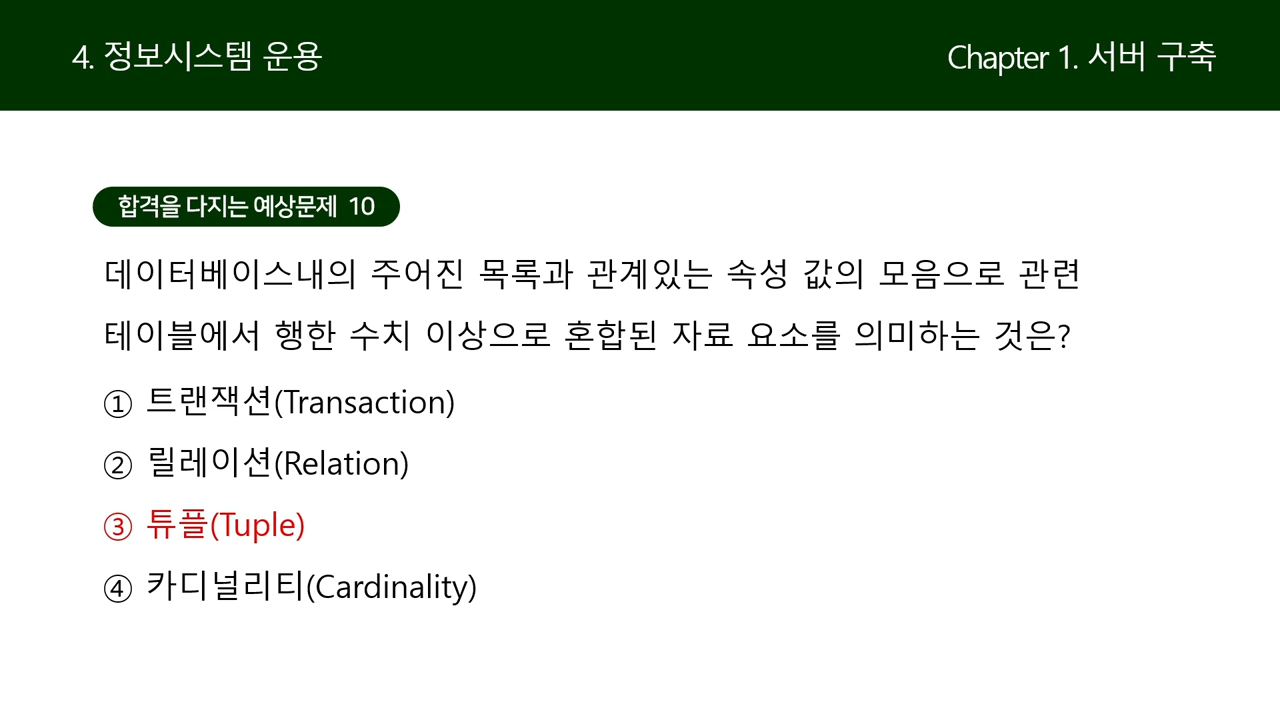 4. 정보시스템 운용
Chapter 1. 서버 구축
합격을 다지는 예상문제 10
데이터베이스내의 주어진 목록과 관계있는 속성 값의 모음으로 관련
테이블에서 행한 수치 이상으로 혼합된 자료 요소를 의미하는 것은?
① 트랜잭션(Transaction)
② 릴레이션(Relation)
③ 튜플(Tuple)
④ 카디널리티(Cardinality)